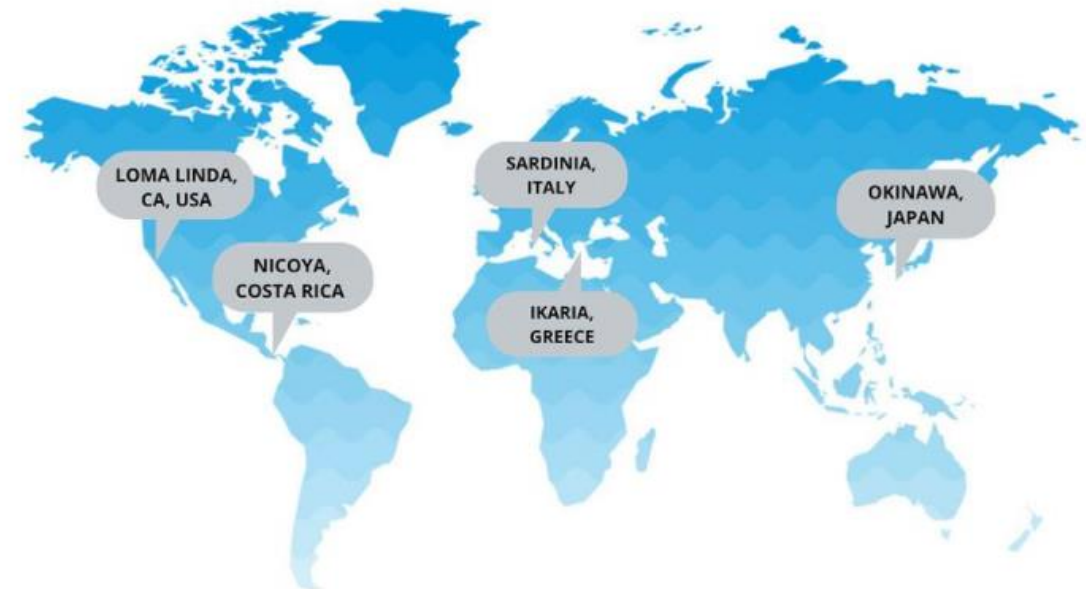 LOMA LINDA,
CA, USA
SARDINIA,
ITALY
OKINAWA,
JAPAN
NICOYA,
COSTA RICA
IKARIA,
GREECE